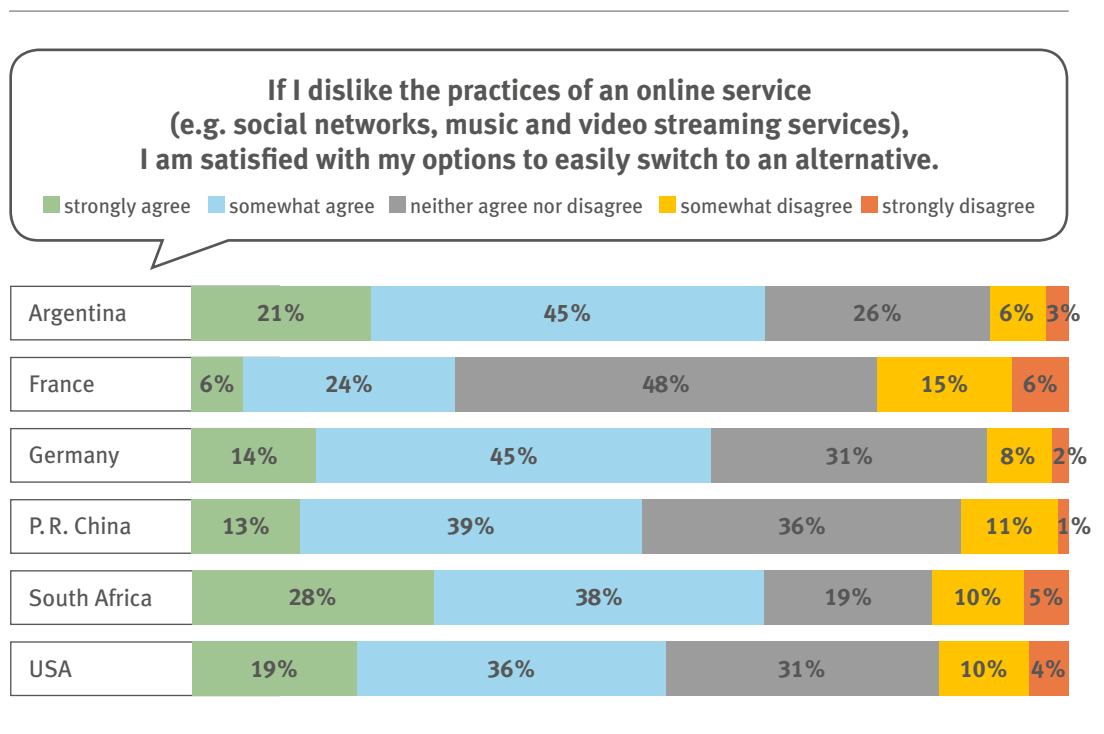 If I dislike the practices of an online service
(e.g. social networks, music and video streaming services),
I am satisfied with my options to easily switch to an alternative.
strongly agree somewhat agree neither agree nor disagree somewhat disagree strongly disagree
Argentina 21% 45% 26% 6% 3%
France 6% 24% 48% 15% 6%
Germany 14% 45% 31% 8% 2%
P. R. China 13% 39% 36% 11% 1%
South Africa 28% 38% 19% 10% 5%
USA 19% 36% 31% 10% 4%